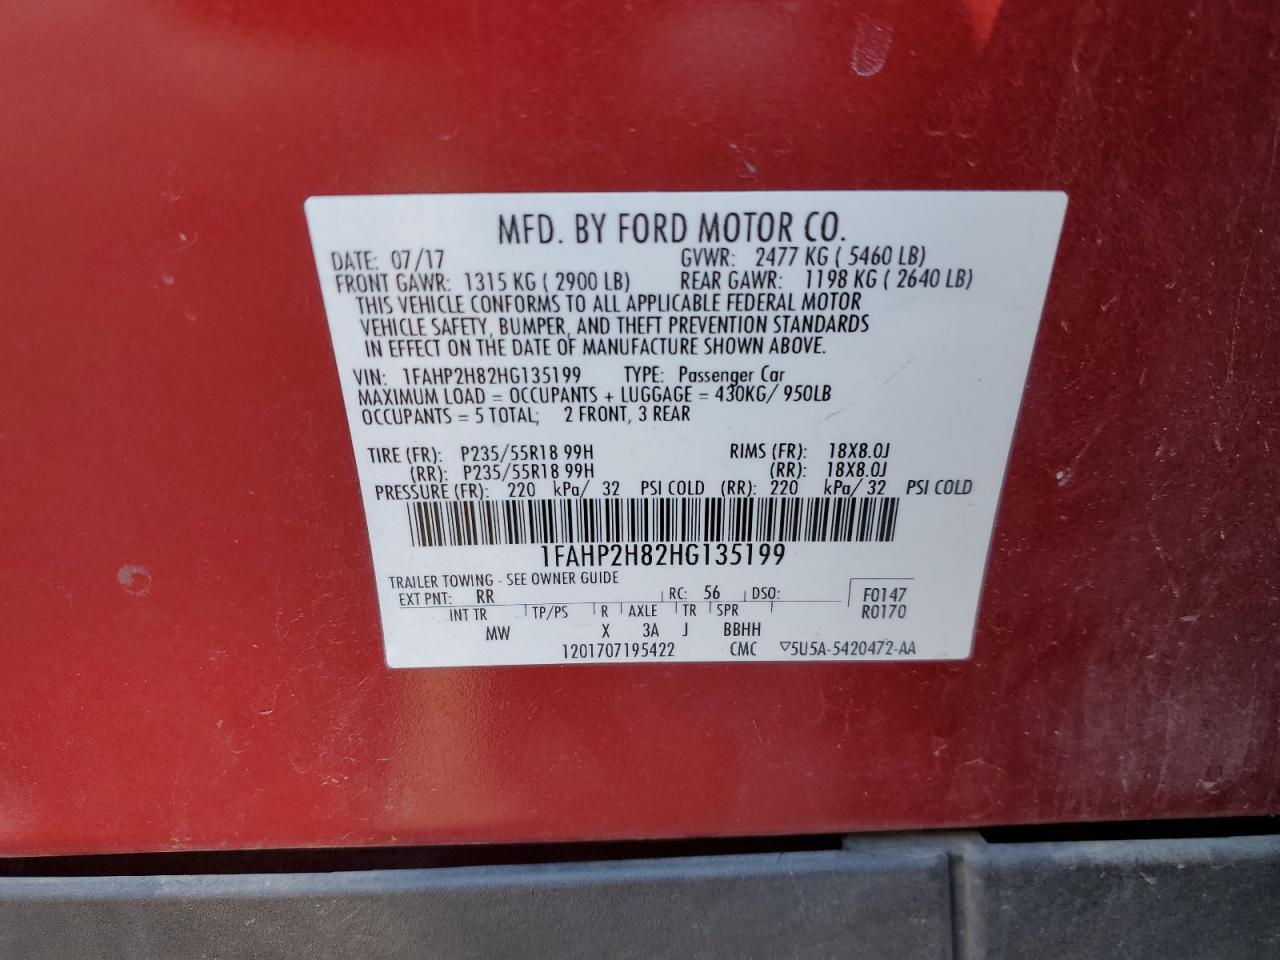 MFD. BY FORD MOTOR CO.
DATE: 07/17 GVWR: 2477 KG ( 5460 LB)
FRONT GAWR: 1315 KG ( 2900 LB) REAR GAWR: 1198 KG ( 2640 LB)
THIS VEHICLE CONFORMS TO ALL APPLICABLE FEDERAL MOTOR
VEHICLE SAFETY, BUMPER, AND THEFT PREVENTION STANDARDS
IN EFFECT ON THE DATE OF MANUFACTURE SHOWN ABOVE.
VIN: 1FAHP2H82HG135199 TYPE: Passenger Car
MAXIMUM LOAD = OCCUPANTS + LUGGAGE = 430KG/ 950LB
OCCUPANTS = 5 TOTAL; 2 FRONT, 3 REAR
TIRE (FR): P235/55R18 99H RIMS (FR): 18X8.0J
(RR): P235/55R18 99H (RR): 18X8.0J
PRESSURE (FR): 220 kPa/ 32 PSI COLD (RR): 220 kPa/ 32 PSI COLD
1FAHP2H82HG135199
TRAILER TOWING - SEE OWNER GUIDE
EXT PNT: RR RC: 56 DSO: F0147
INT TR TP/PS R AXLE TR SPR R0170
MW X 3A J BBHH
1201707195422 CMC ▽5U5A-5420472-AA